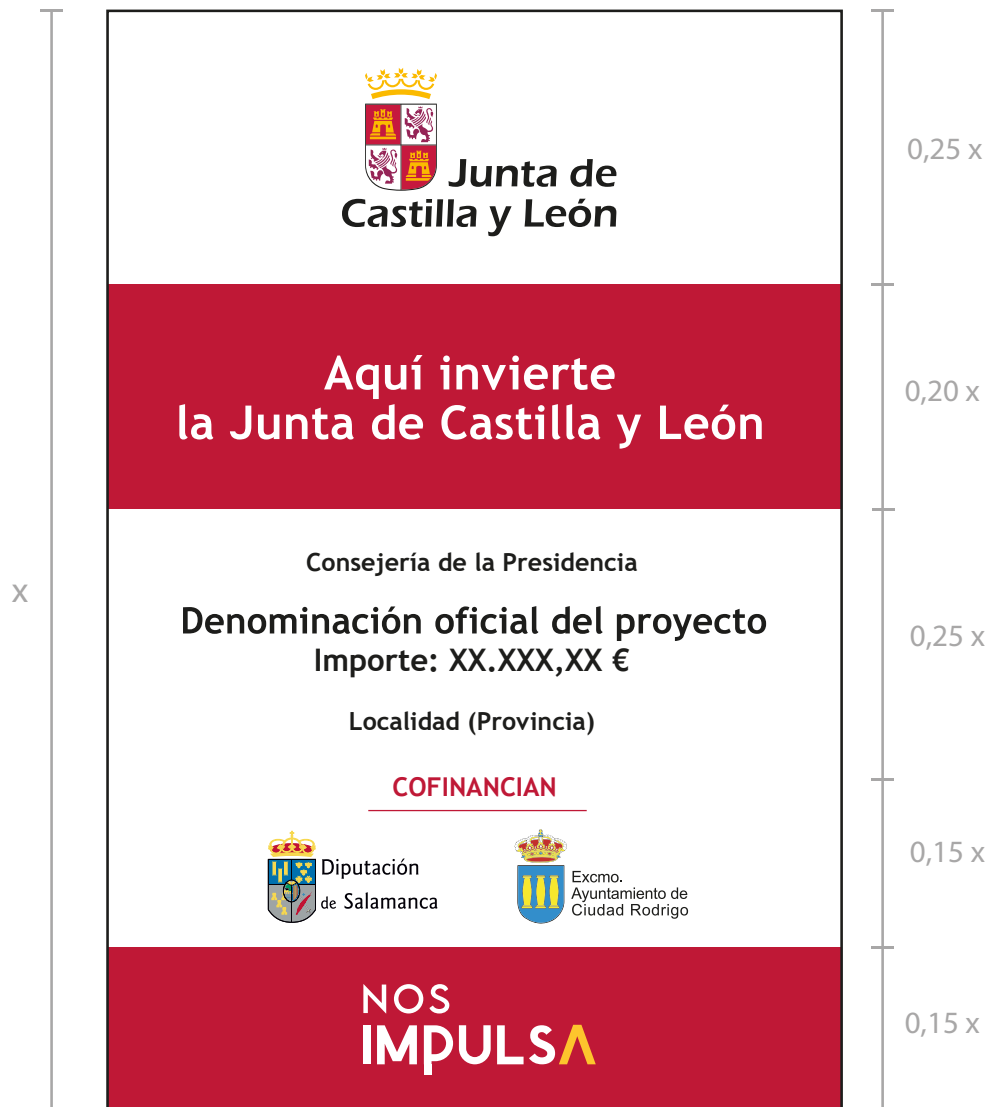 Junta de
Castilla y León
0,25 x
Aquí invierte
la Junta de Castilla y León
0,20 x
Consejería de la Presidencia
x
Denominación oficial del proyecto
Importe: XX.XXX,XX €
0,25 x
Localidad (Provincia)
COFINANCIAN
Diputación
de Salamanca
Excmo.
Ayuntamiento de
Ciudad Rodrigo
0,15 x
NOS
IMPULSA
0,15 x